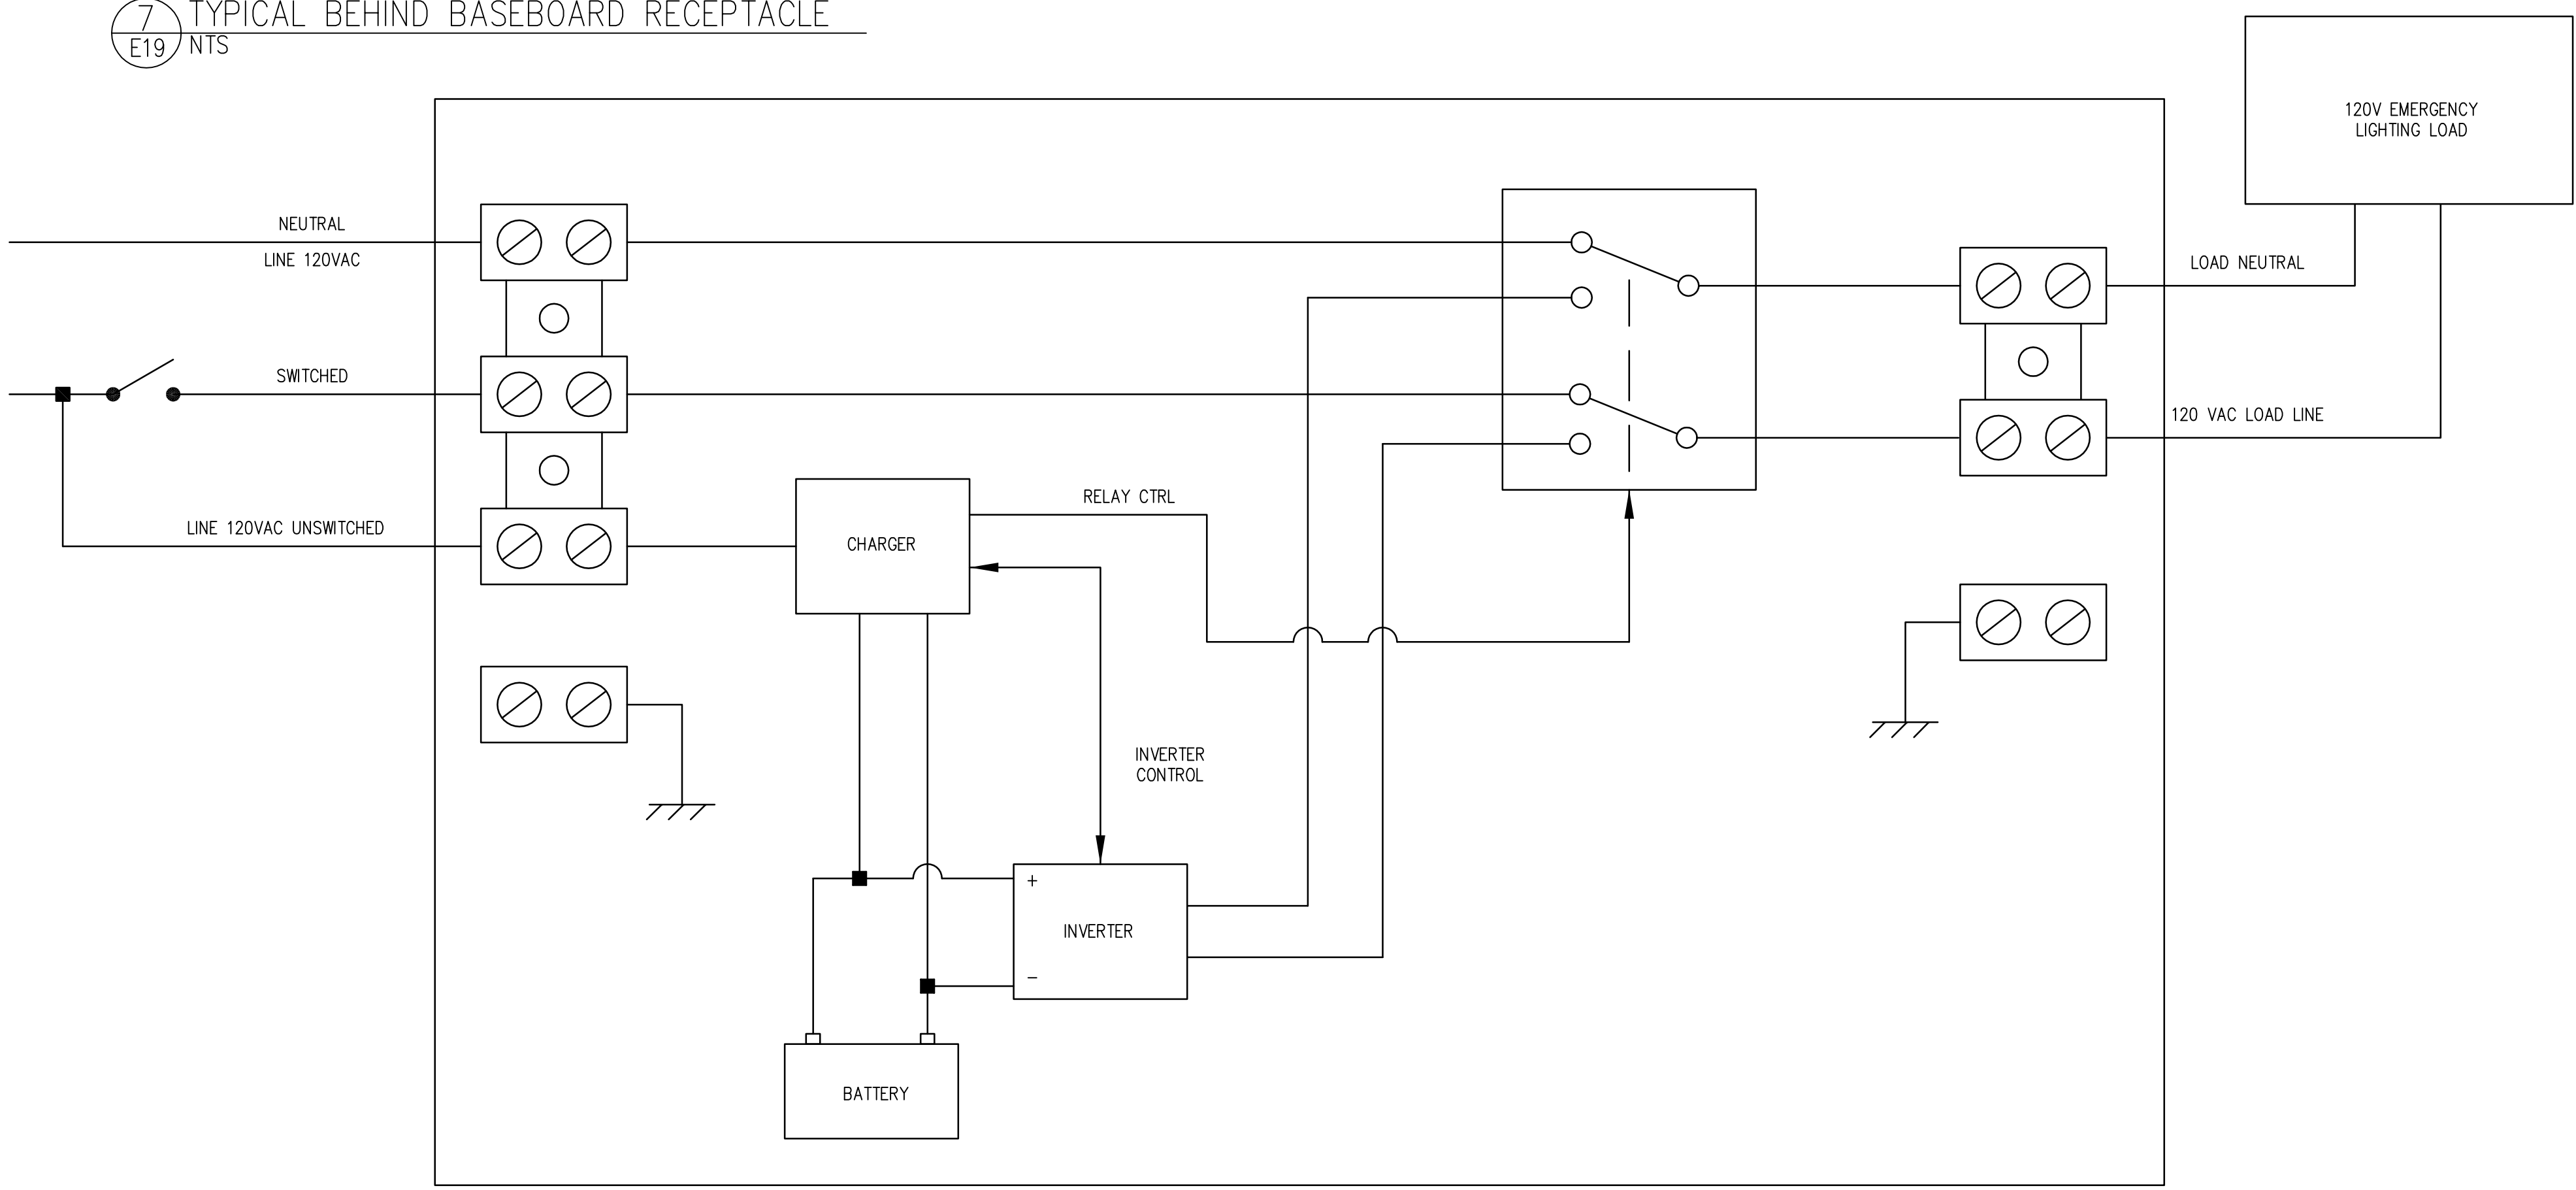 7
E19
TYPICAL BEHIND BASEBOARD RECEPTACLE
NTS
120V EMERGENCY
LIGHTING LOAD
NEUTRAL
LINE 120VAC
LOAD NEUTRAL
SWITCHED
120 VAC LOAD LINE
RELAY CTRL
LINE 120VAC UNSWITCHED
CHARGER
INVERTER
CONTROL
+
INVERTER
−
BATTERY